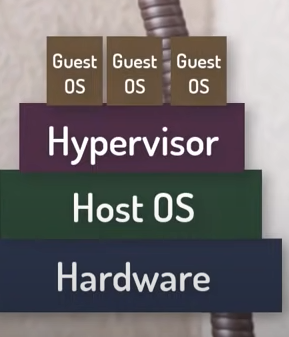 Guest Guest Guest
OS OS OS
Hypervisor
Host OS
Hardware